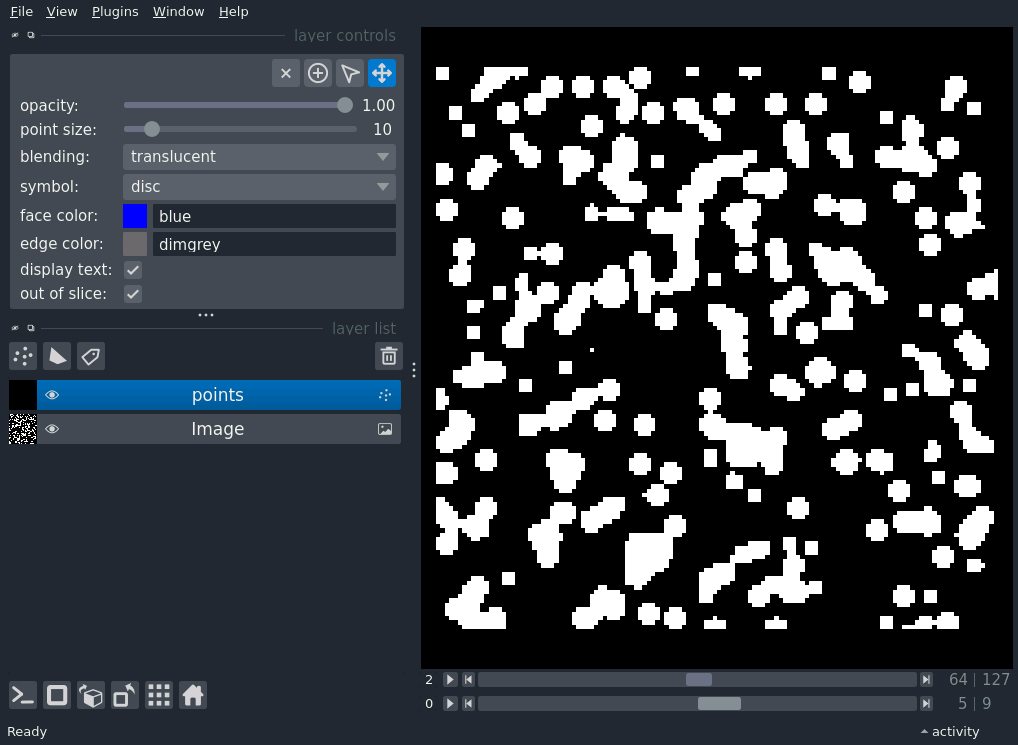 File View Plugins Window Help
layer controls
opacity: 1.00
point size: 10
blending: translucent
symbol: disc
face color: blue
edge color: dimgrey
display text:
out of slice:
layer list
points
Image
2 64 | 127
0 5 | 9
Ready activity